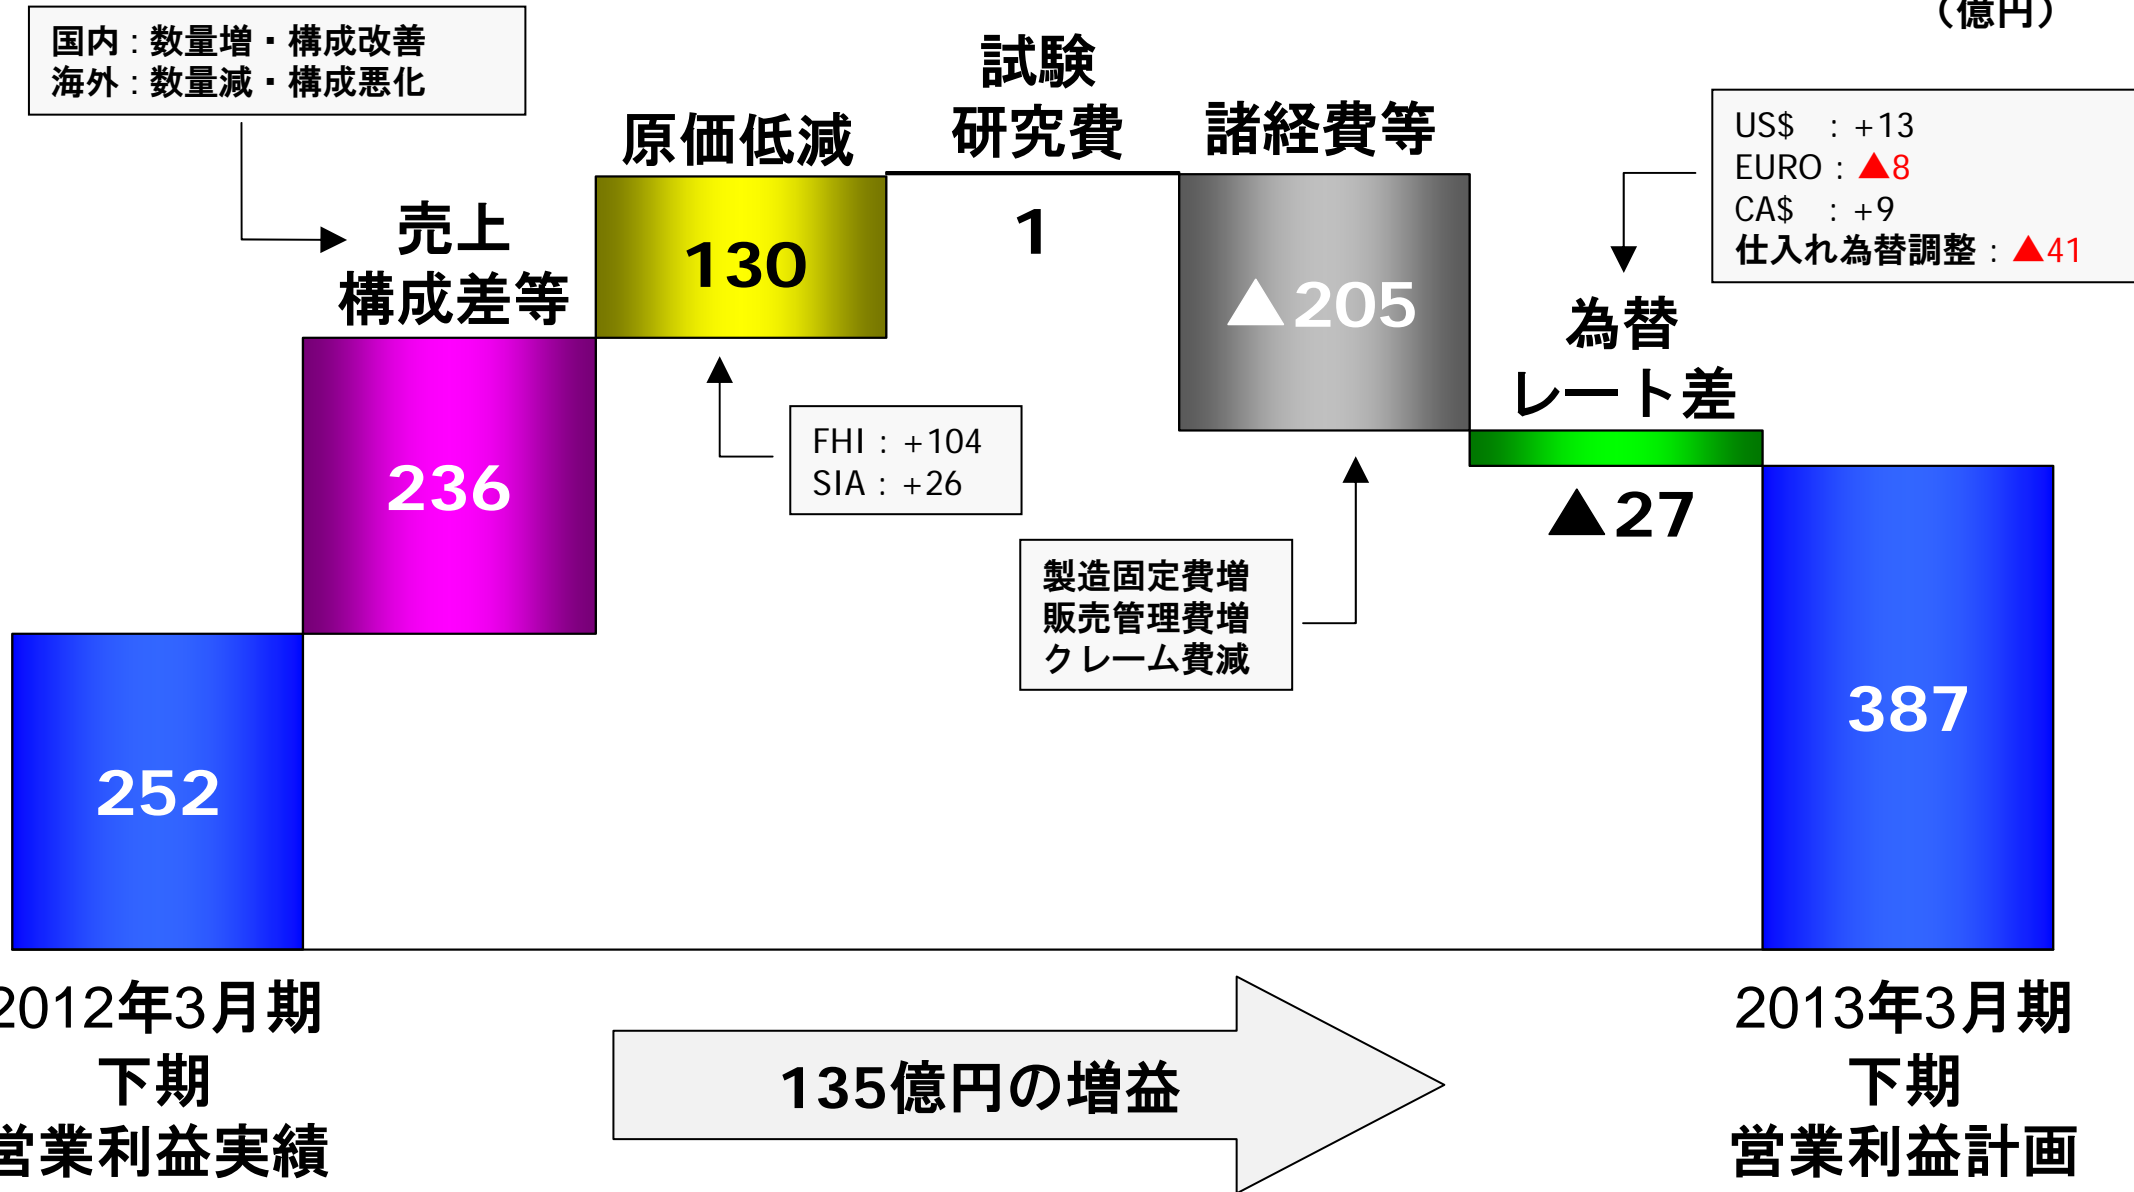 （億円）
国内 : 数量増・構成改善
海外 : 数量減・構成悪化
売上
構成差等
原価低減
試験
研究費
諸経費等
US$ : +13
EURO : ▲8
CA$ : +9
仕入れ為替調整 : ▲41
為替
レート差
252
236
130
1
▲205
▲27
387
FHI : +104
SIA : +26
製造固定費増
販売管理費増
クレーム費減
2012年3月期
下期
営業利益実績
135億円の増益
2013年3月期
下期
営業利益計画